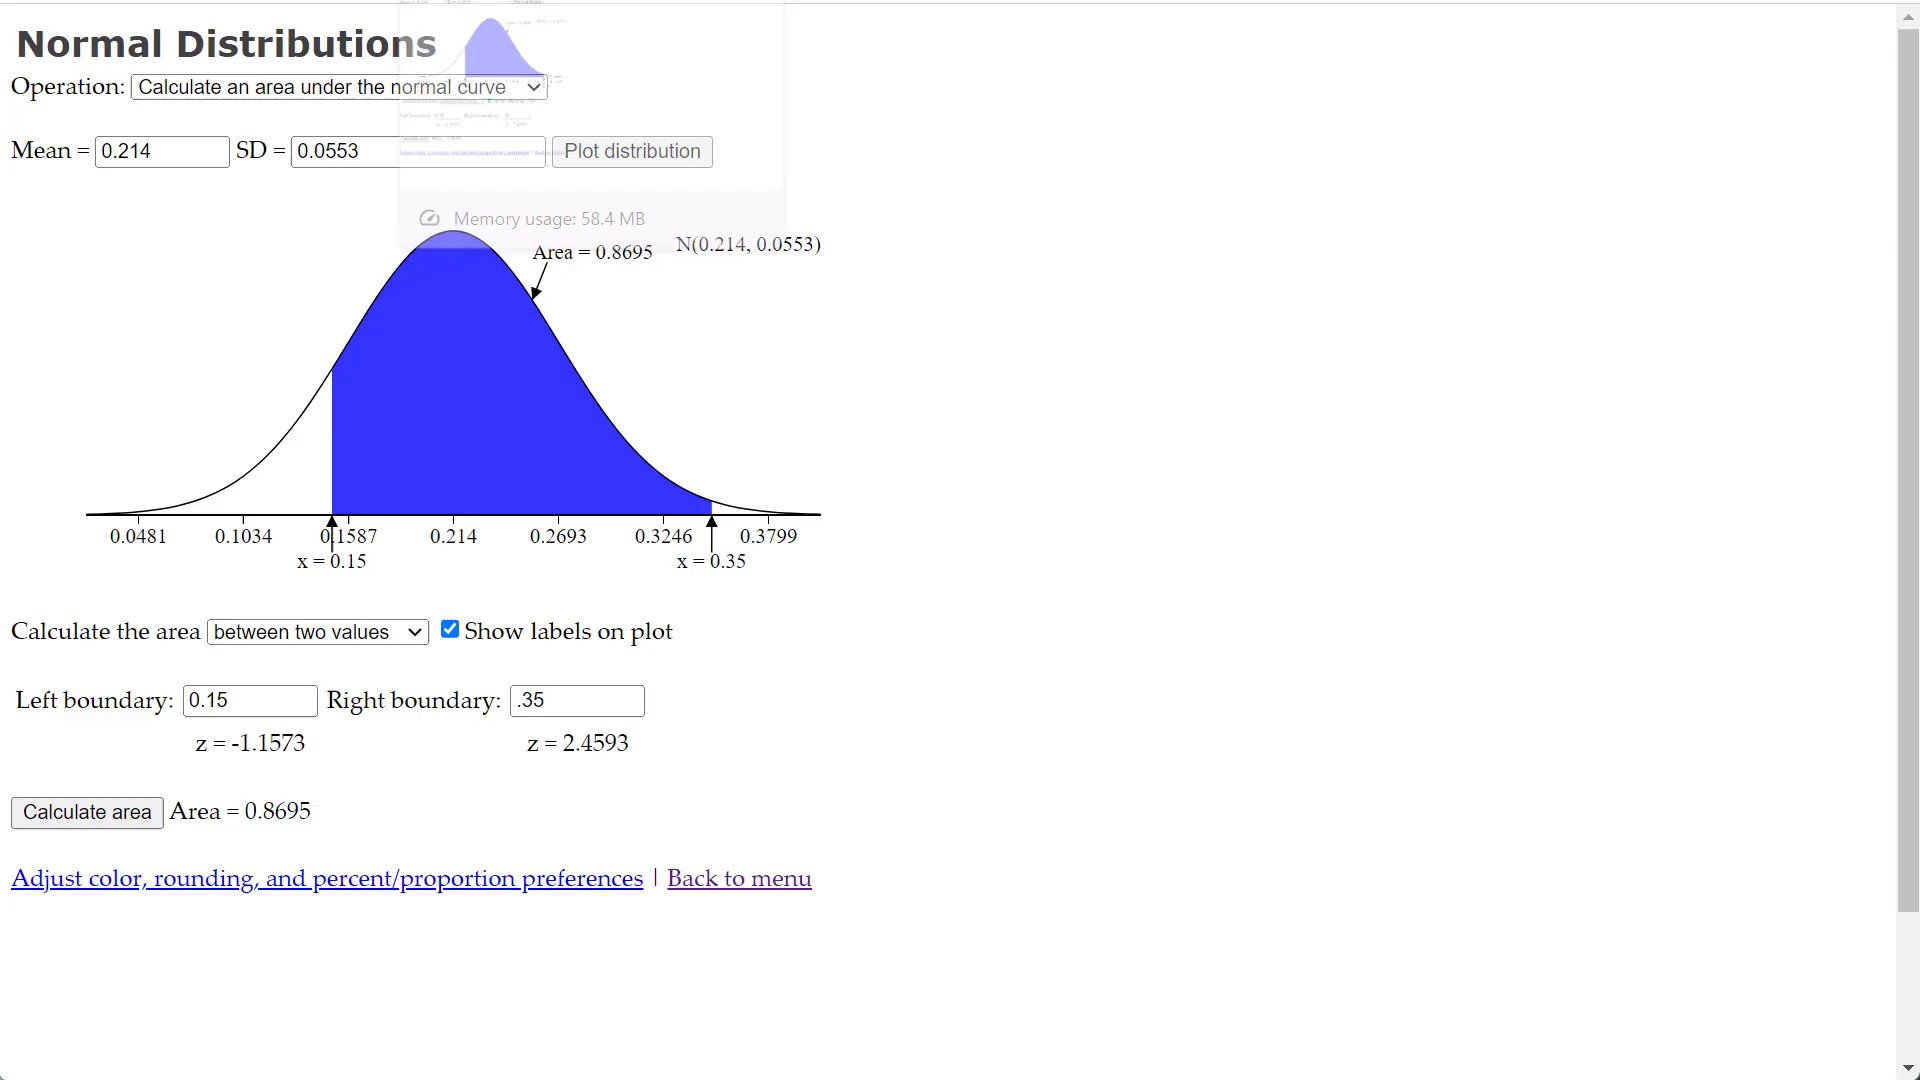 Normal Distributions
Operation: Calculate an area under the normal curve
Mean = 0.214 SD = 0.0553 Plot distribution
Memory usage: 58.4 MB
Area = 0.8695 N(0.214, 0.0553)
0.0481 0.1034 0.1587 0.214 0.2693 0.3246 0.3799
x = 0.15 x = 0.35
Calculate the area between two values Show labels on plot
Left boundary: 0.15 Right boundary: .35
z = -1.1573 z = 2.4593
Calculate area Area = 0.8695
Adjust color, rounding, and percent/proportion preferences | Back to menu